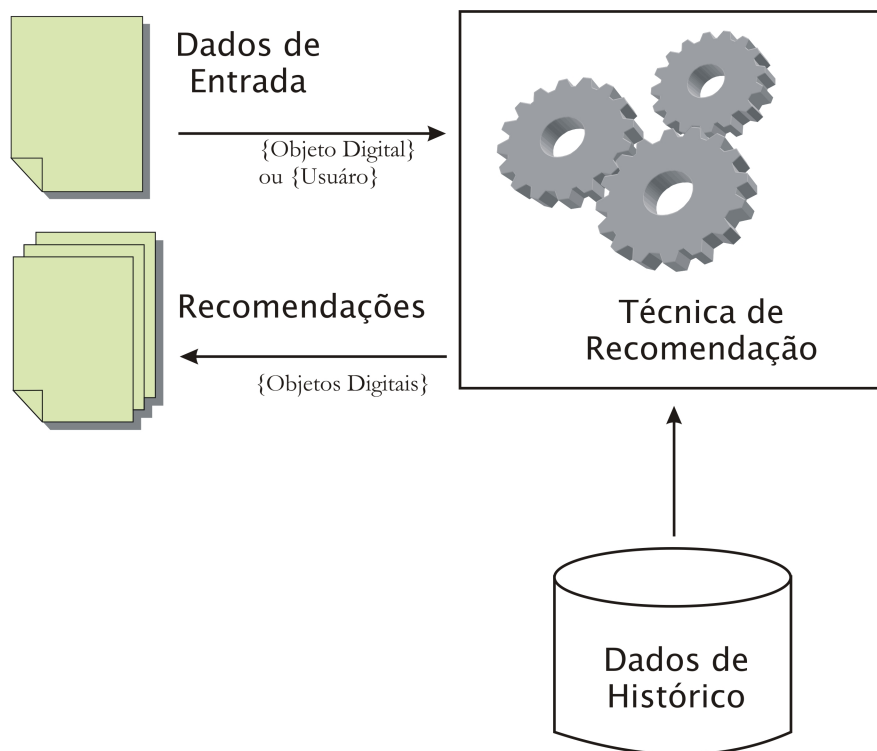 Dados de
Entrada
{Objeto Digital}
ou {Usuáro}
Recomendações
{Objetos Digitais}
Técnica de
Recomendação
Dados de
Histórico